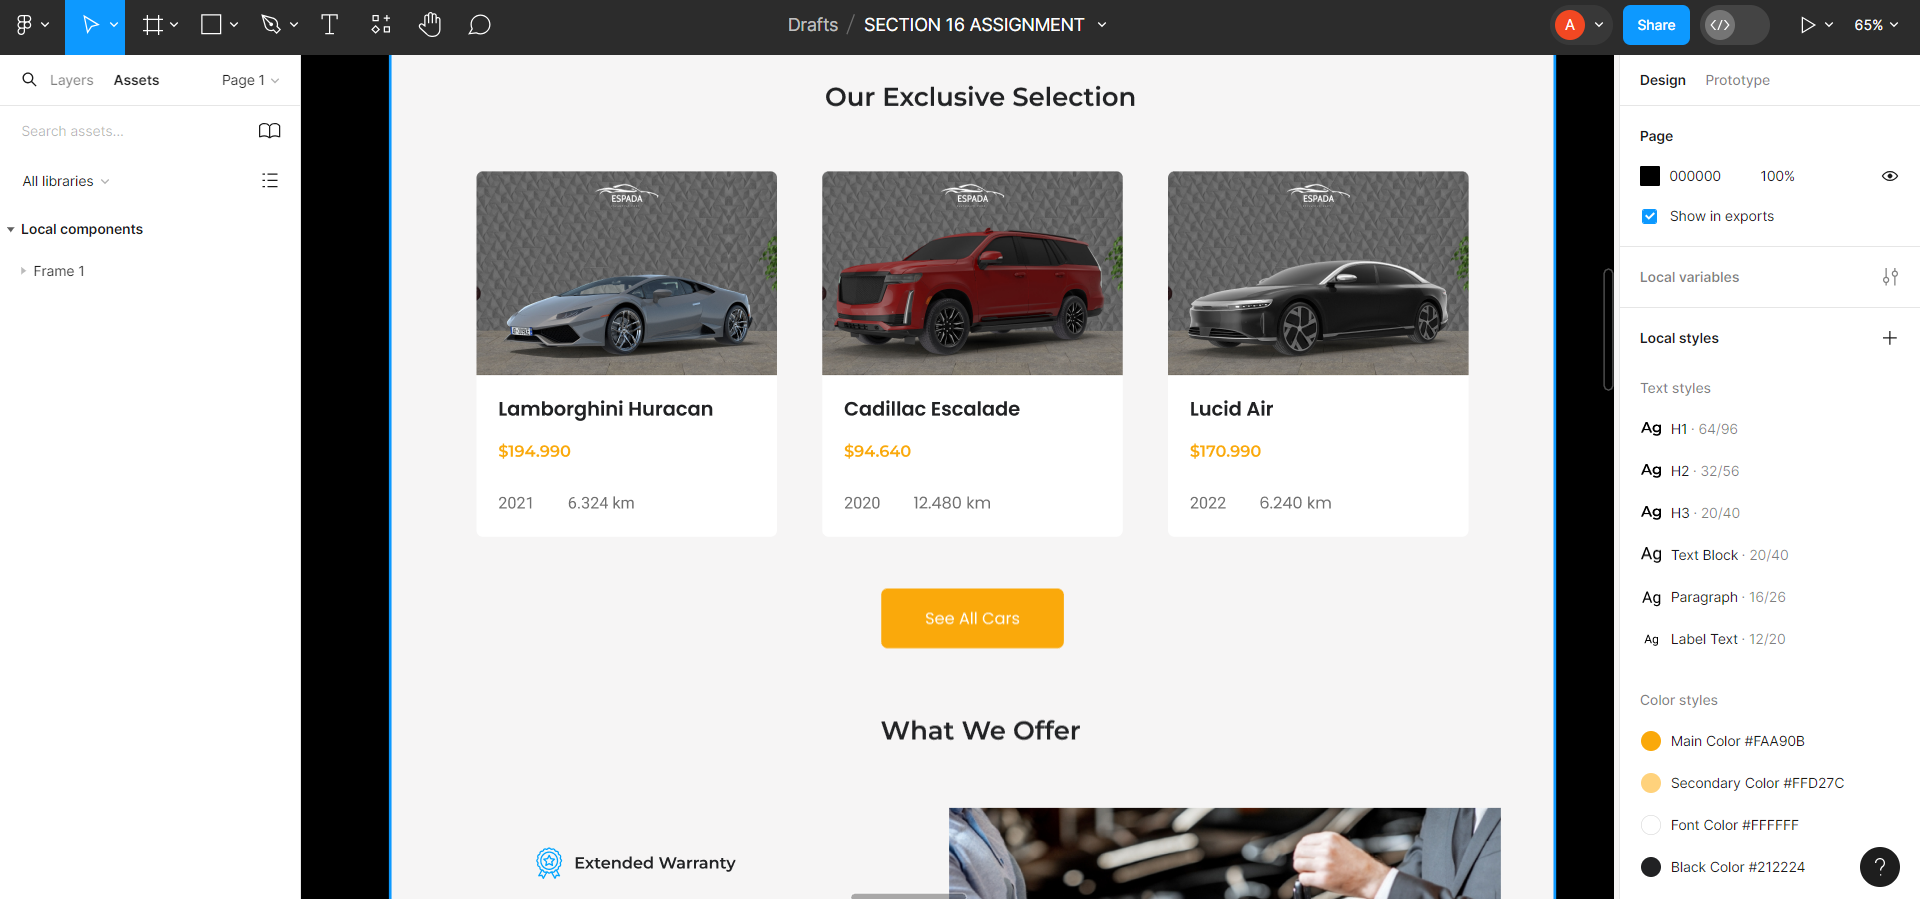 Drafts / SECTION 16 ASSIGNMENT
A
Share
65%
Layers
Assets
Page 1
Search assets...
All libraries
Local components
Frame 1
Our Exclusive Selection
ESPADA
ESPADA
ESPADA
Lamborghini Huracan
$194.990
2021 6.324 km
Cadillac Escalade
$94.640
2020 12.480 km
Lucid Air
$170.990
2022 6.240 km
See All Cars
What We Offer
Extended Warranty
Design
Prototype
Page
000000 100%
Show in exports
Local variables
Local styles
Text styles
Ag H1 · 64/96
Ag H2 · 32/56
Ag H3 · 20/40
Ag Text Block · 20/40
Ag Paragraph · 16/26
Ag Label Text · 12/20
Color styles
Main Color #FAA90B
Secondary Color #FFD27C
Font Color #FFFFFF
Black Color #212224
?